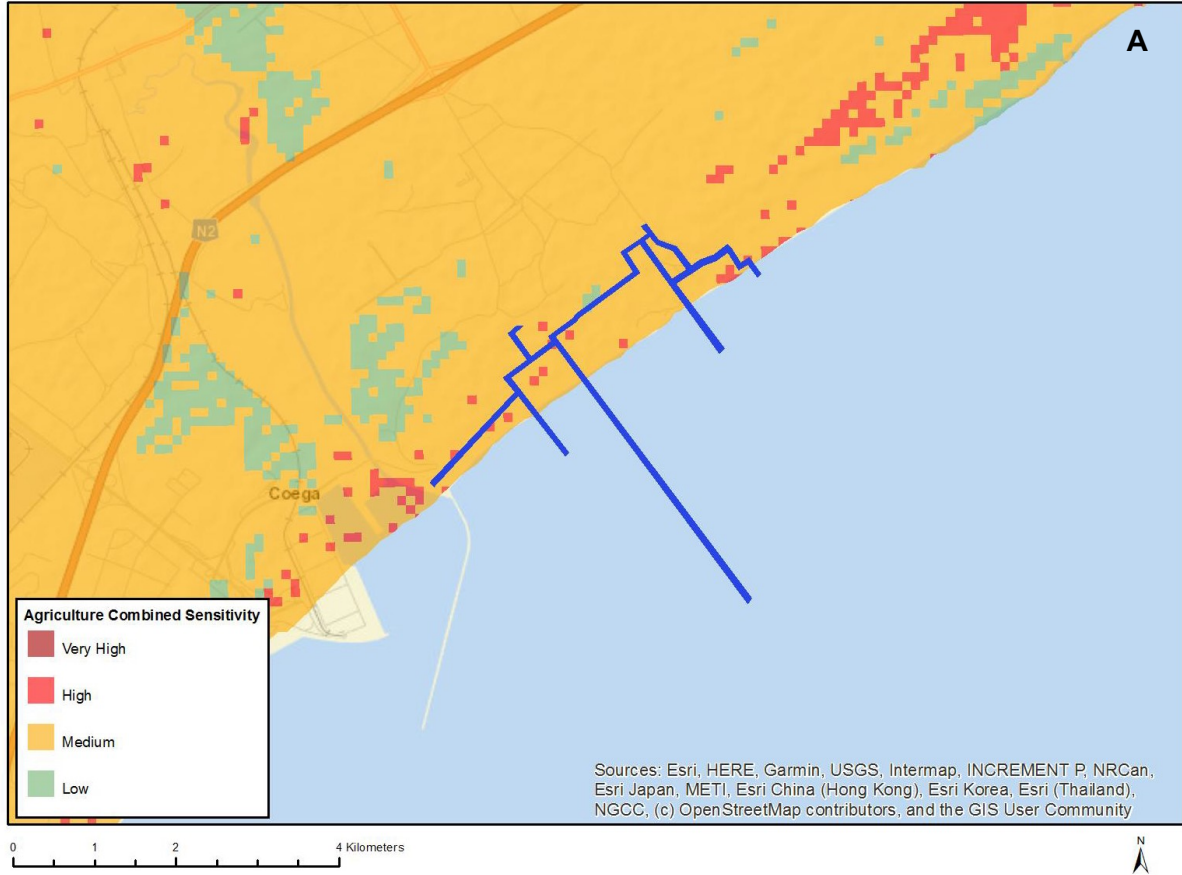 A
N2
Coega
Agriculture Combined Sensitivity
Very High
High
Medium
Low
Sources: Esri, HERE, Garmin, USGS, Intermap, INCREMENT P, NRCan,
Esri Japan, METI, Esri China (Hong Kong), Esri Korea, Esri (Thailand),
NGCC, (c) OpenStreetMap contributors, and the GIS User Community
0 1 2 4 Kilometers
N